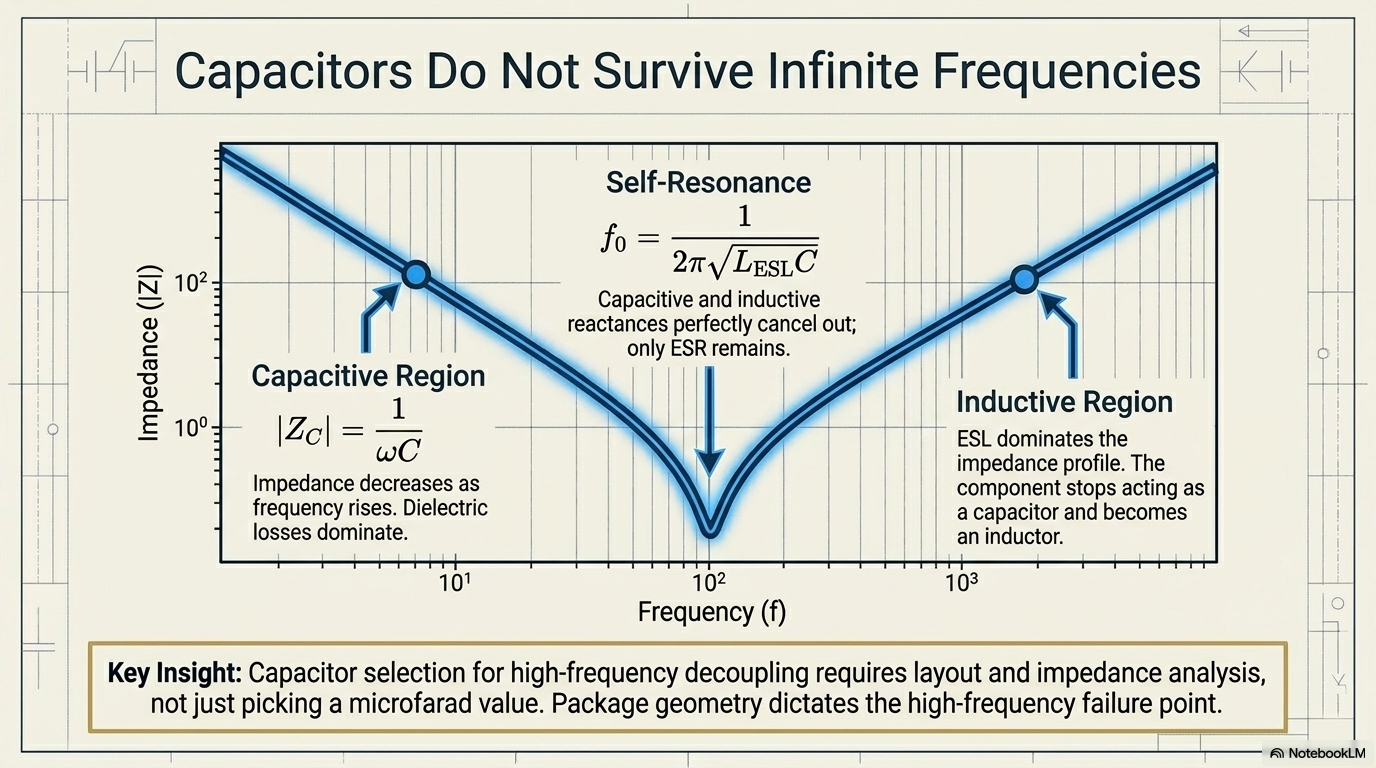 Capacitors Do Not Survive Infinite Frequencies
Impedance (|Z|)
10²
10⁰
Self-Resonance
f₀ = 1 / 2π√(L_ESL C)
Capacitive and inductive
reactances perfectly cancel out;
only ESR remains.
Capacitive Region
|Z_C| = 1 / ωC
Impedance decreases as
frequency rises. Dielectric
losses dominate.
Inductive Region
ESL dominates the
impedance profile. The
component stops acting as
a capacitor and becomes
an inductor.
10¹
10²
10³
Frequency (f)
Key Insight: Capacitor selection for high-frequency decoupling requires layout and impedance analysis,
not just picking a microfarad value. Package geometry dictates the high-frequency failure point.
NotebookLM